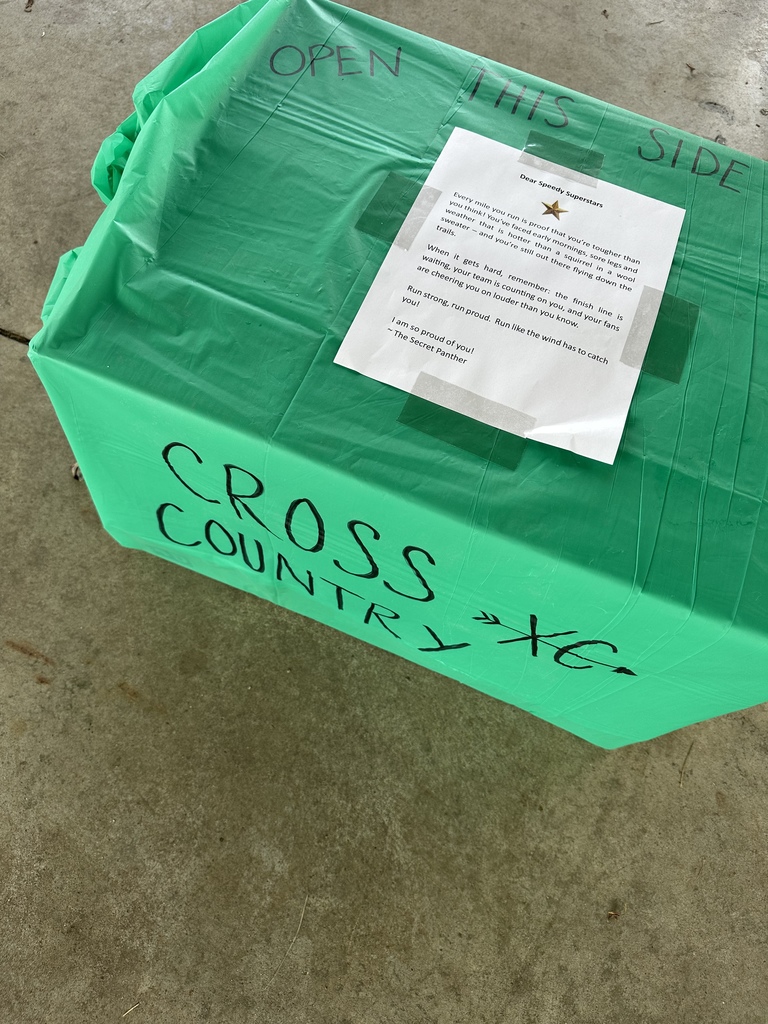 OPEN THIS SIDE
Dear Speedy Superstars
Every mile you run is proof that you're tougher than
you think! You've faced early mornings, sore legs and
weather that is hotter than a squirrel in a wool
sweater – and you're still out there flying down the
trails.
When it gets hard, remember: the finish line is
waiting, your team is counting on you, and your fans
are cheering you on louder than you know.
Run strong, run proud. Run like the wind has to catch
you!
I am so proud of you!
~ The Secret Panther
CROSS
COUNTRY XC